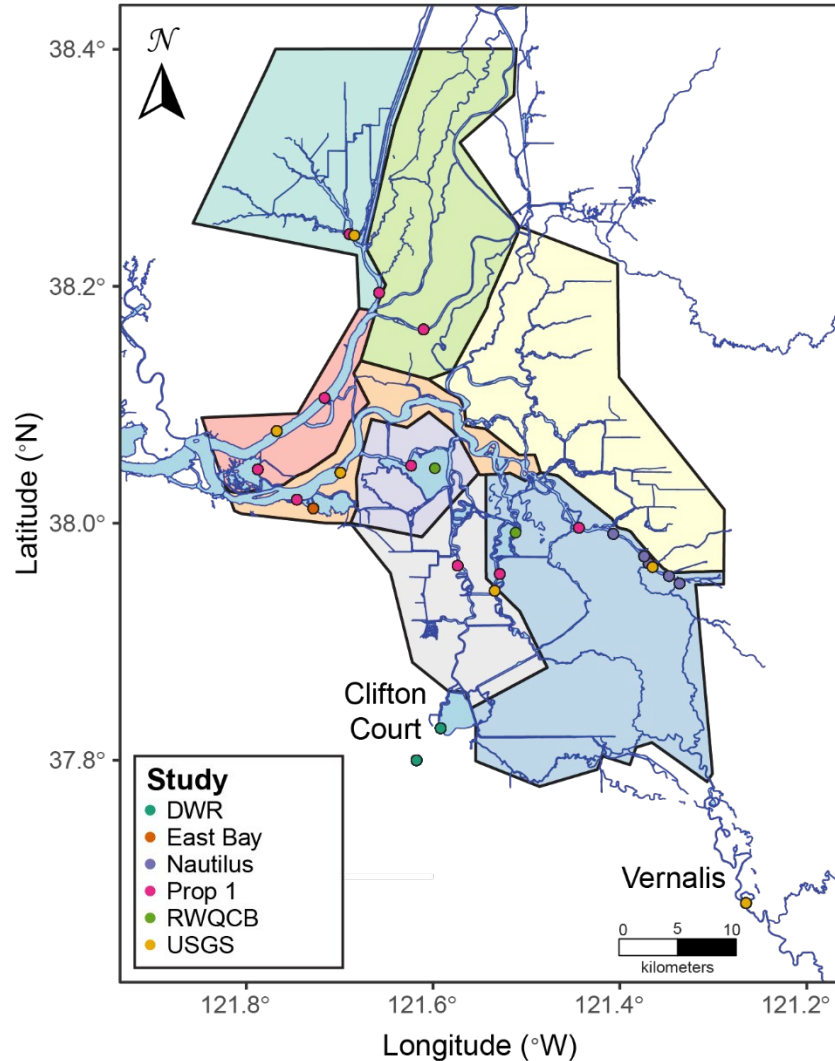 38.4°
N
38.2°
38.0°
37.8°
Latitude (°N)
Clifton
Court
Vernalis
Study
DWR
East Bay
Nautilus
Prop 1
RWQCB
USGS
0 5 10
kilometers
121.8° 121.6° 121.4° 121.2°
Longitude (°W)